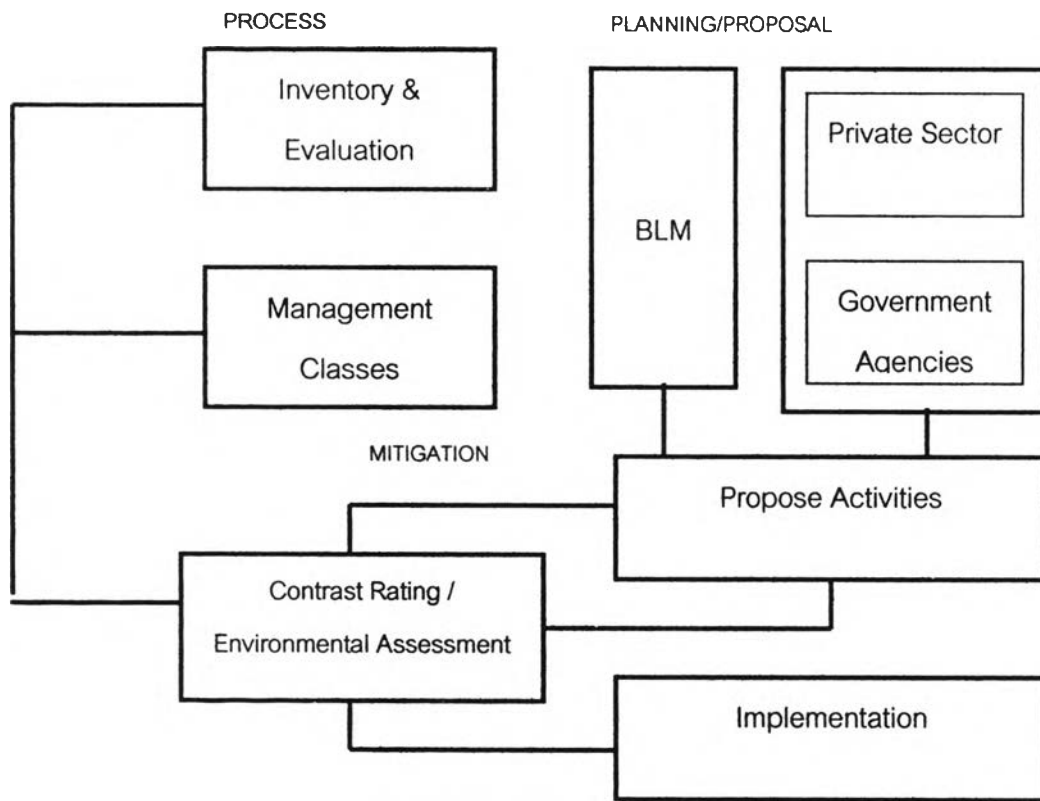 PROCESS
PLANNING/PROPOSAL
Inventory &
Evaluation
BLM
Private Sector
Government
Agencies
Management
Classes
MITIGATION
Propose Activities
Contrast Rating /
Environmental Assessment
Implementation